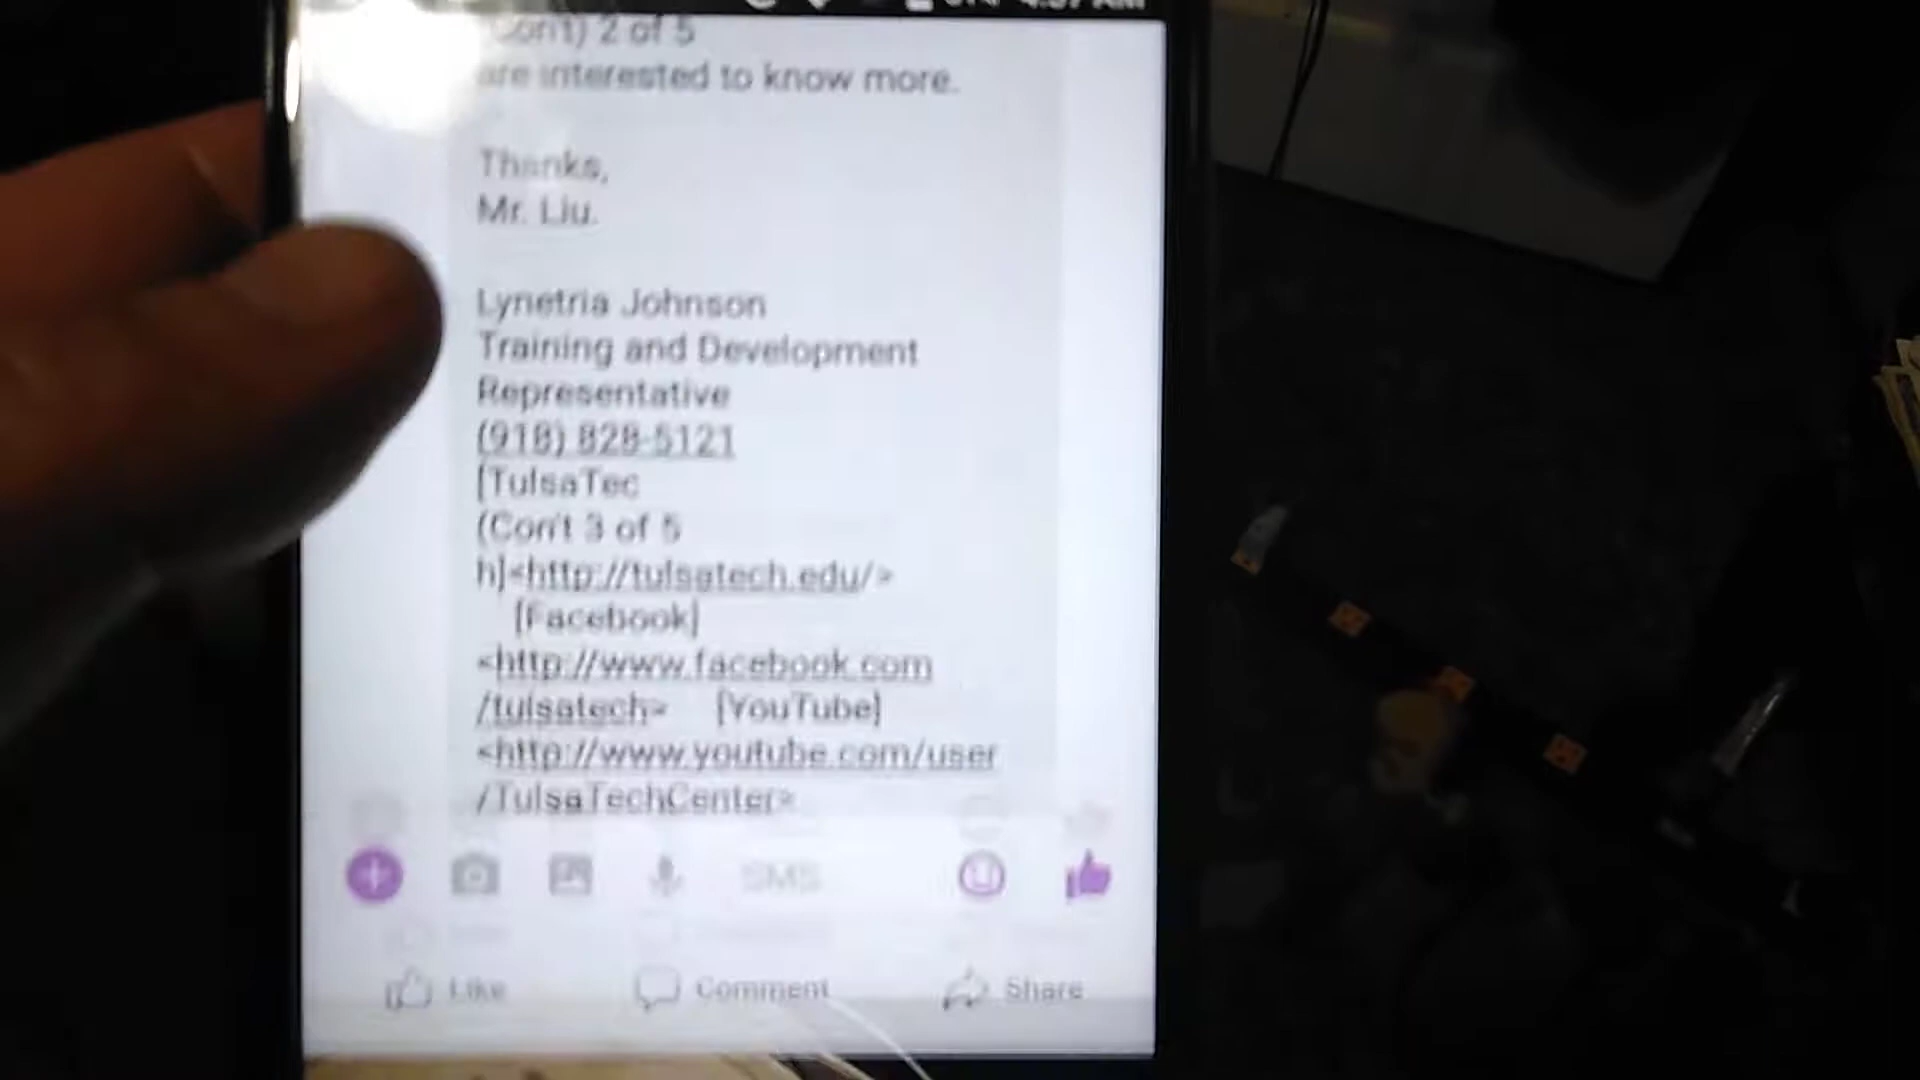 Con't) 2 of 5
are interested to know more.
Thanks,
Mr. Liu.
Lynetria Johnson
Training and Development
Representative
(918) 828-5121
[TulsaTec
(Con't 3 of 5
h]<http://tulsatech.edu/>
[Facebook]
<http://www.facebook.com
/tulsatech> [YouTube]
<http://www.youtube.com/user
/TulsaTechCenter>
SMS
Like Comment Share